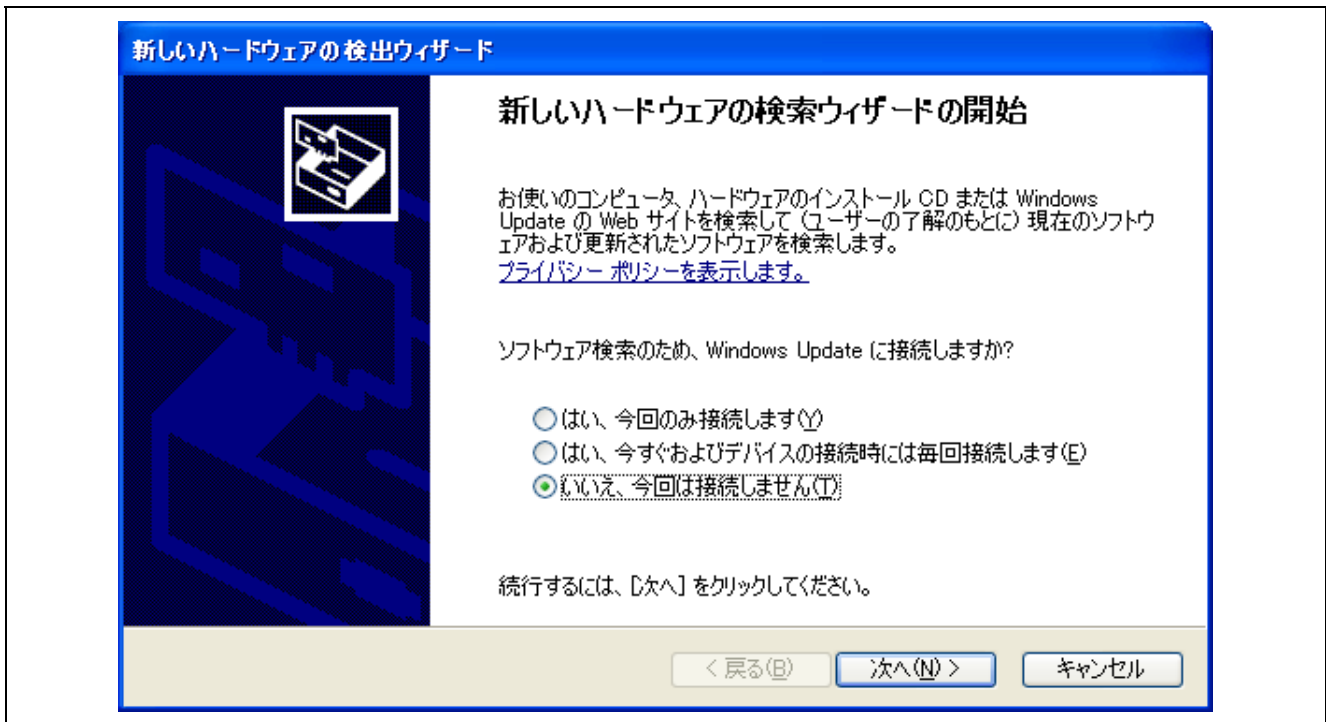 新しいハードウェアの検出ウィザード
新しいハードウェアの検索ウィザードの開始
お使いのコンピュータ、ハードウェアのインストール CD または Windows
Update の Web サイトを検索して (ユーザーの了解のもとに) 現在のソフトウ
ェアおよび更新されたソフトウェアを検索します。
プライバシー ポリシーを表示します。
ソフトウェア検索のため、Windows Update に接続しますか?
はい、今回のみ接続します(Y)
はい、今すぐおよびデバイスの接続時には毎回接続します(E)
いいえ、今回は接続しません(T)
続行するには、[次へ] をクリックしてください。
< 戻る(B) 次へ(N) > キャンセル